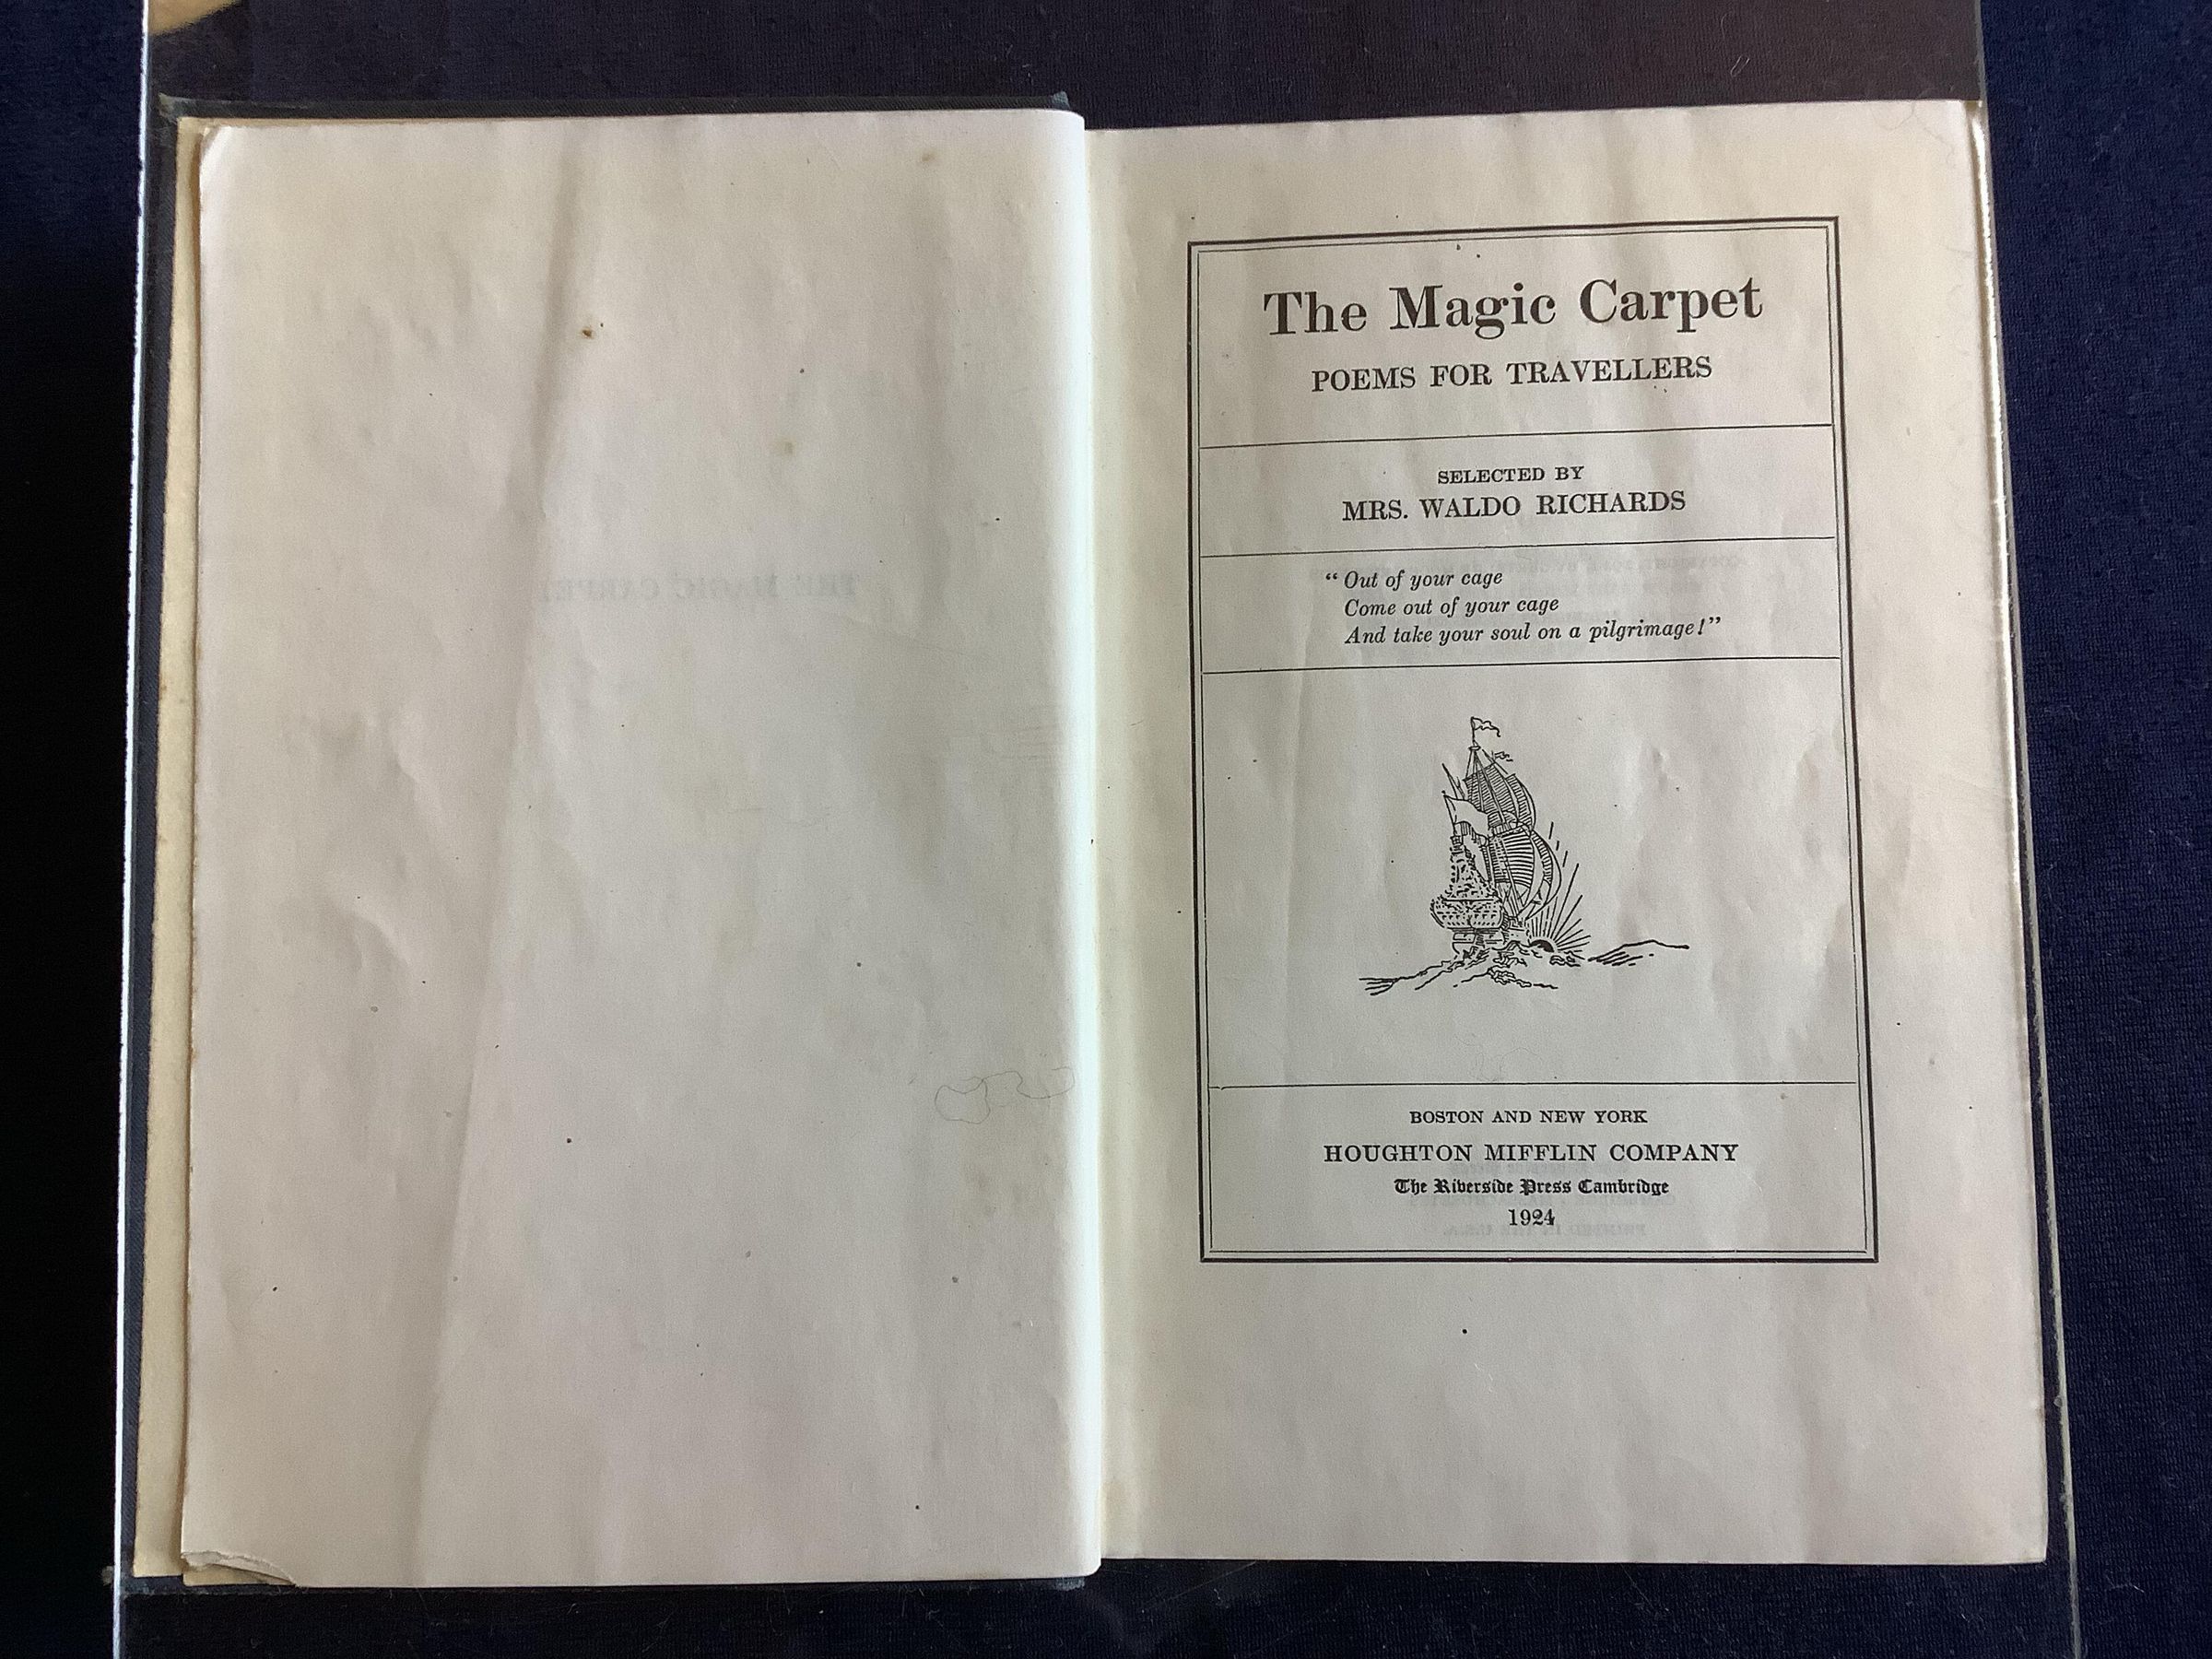 The Magic Carpet
POEMS FOR TRAVELLERS
SELECTED BY
MRS. WALDO RICHARDS
“Out of your cage
Come out of your cage
And take your soul on a pilgrimage!”
BOSTON AND NEW YORK
HOUGHTON MIFFLIN COMPANY
The Riverside Press Cambridge
1924